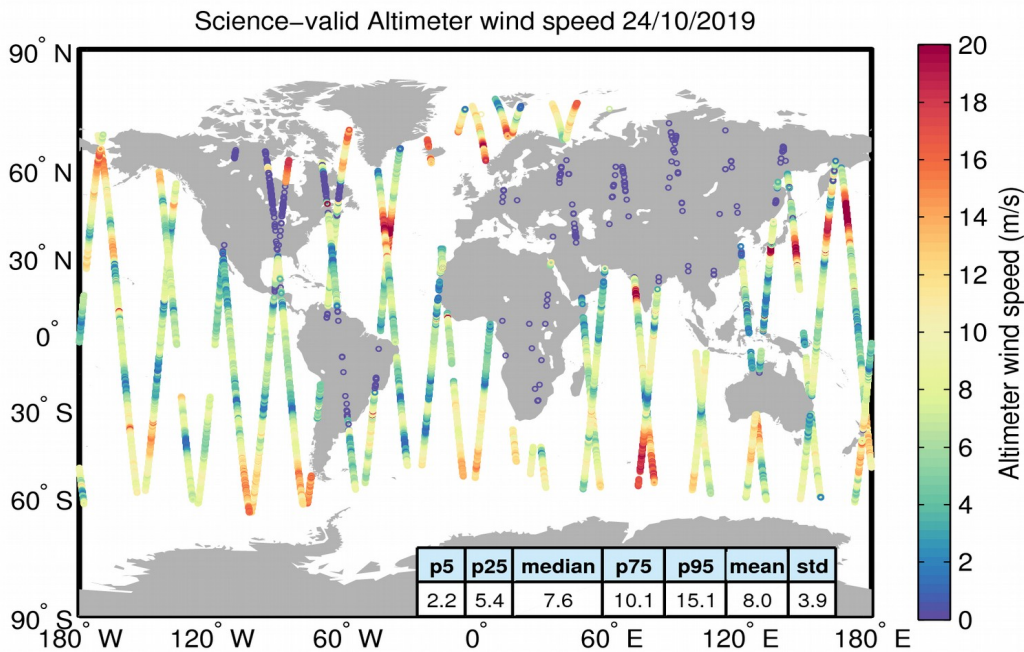 Science−valid Altimeter wind speed 24/10/2019
90° N
60° N
30° N
0°
30° S
60° S
90° S
180° W
120° W
60° W
0°
60° E
120° E
180° E
p5 p25 median p75 p95 mean std
2.2 5.4 7.6 10.1 15.1 8.0 3.9
20
18
16
14
12
10
8
6
4
2
0
Altimeter wind speed (m/s)